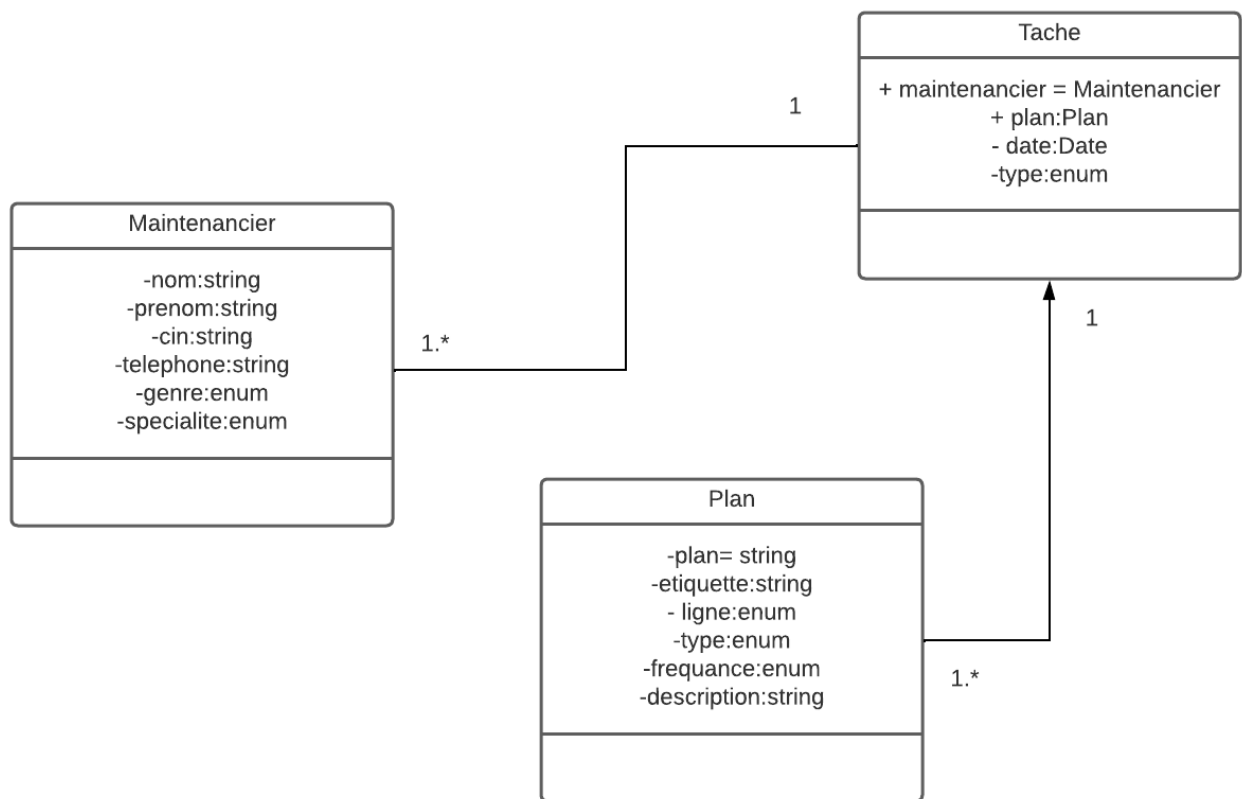 Tache
+ maintenancier = Maintenancier
+ plan:Plan
- date:Date
-type:enum
1
Maintenancier
-nom:string
-prenom:string
-cin:string
-telephone:string
-genre:enum
-specialite:enum
1.*
1
Plan
-plan= string
-etiquette:string
- ligne:enum
-type:enum
-frequance:enum
-description:string
1.*